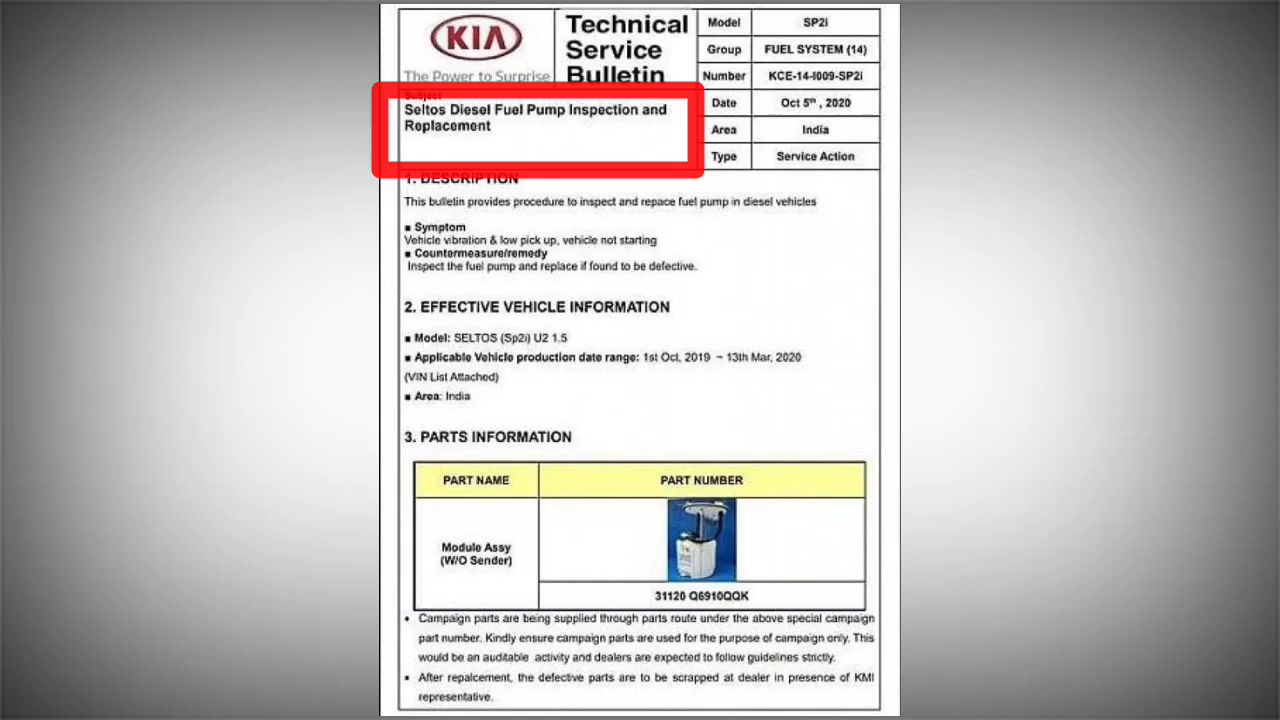 KIA
The Power to Surprise
Technical
Service
Bulletin
Model SP2i
Group FUEL SYSTEM (14)
Number KCE-14-I009-SP2i
Date Oct 5th , 2020
Area India
Type Service Action
Subject
Seltos Diesel Fuel Pump Inspection and
Replacement
1. DESCRIPTION
This bulletin provides procedure to inspect and repace fuel pump in diesel vehicles
■ Symptom
Vehicle vibration & low pick up, vehicle not starting
■ Countermeasure/remedy
Inspect the fuel pump and replace if found to be defective.
2. EFFECTIVE VEHICLE INFORMATION
■ Model: SELTOS (Sp2i) U2 1.5
■ Applicable Vehicle production date range: 1st Oct, 2019 ~ 13th Mar, 2020
(VIN List Attached)
■ Area: India
3. PARTS INFORMATION
PART NAME PART NUMBER
Module Assy
(W/O Sender)
31120 Q6910QQK
• Campaign parts are being supplied through parts route under the above special campaign
part number. Kindly ensure campaign parts are used for the purpose of campaign only. This
would be an auditable activity and dealers are expected to follow guidelines strictly.
• After repalcement, the defective parts are to be scrapped at dealer in presence of KMI
representative.